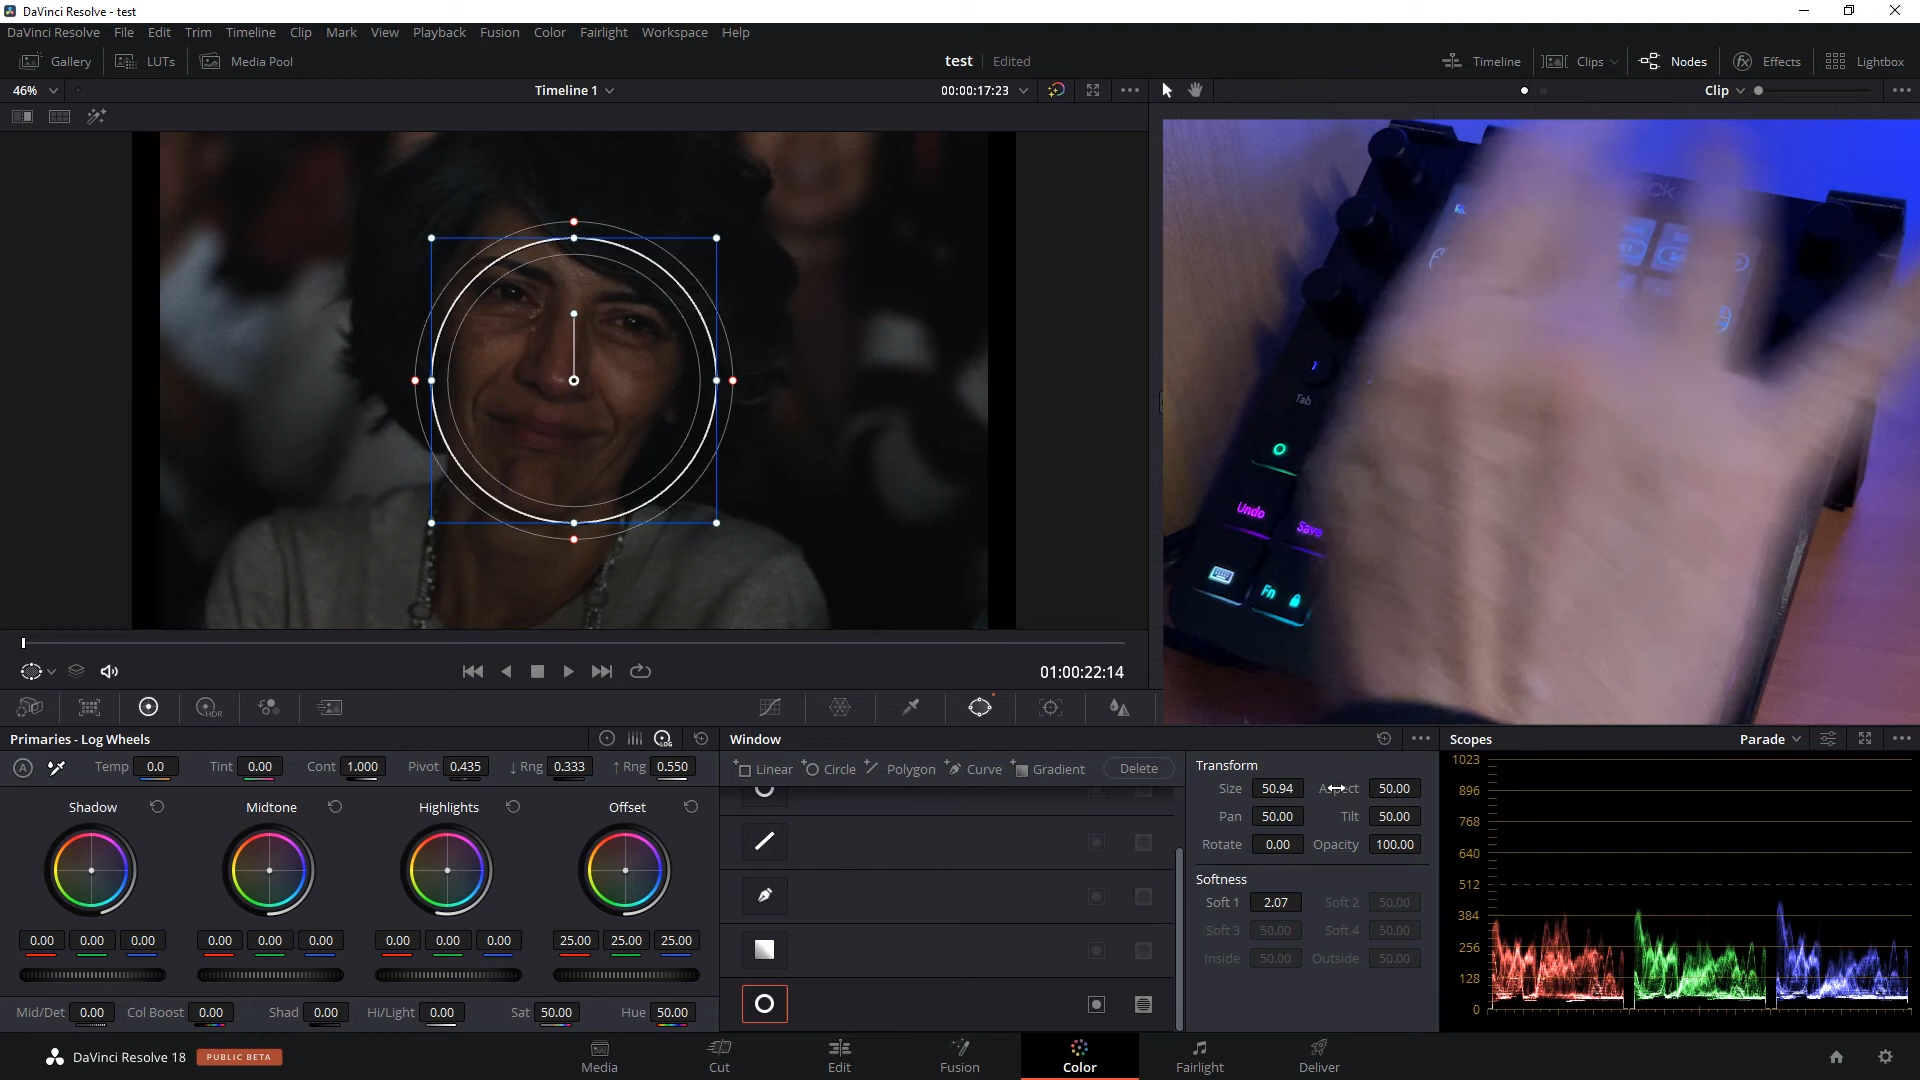 DaVinci Resolve - test
DaVinci Resolve File Edit Trim Timeline Clip Mark View Playback Fusion Color Fairlight Workspace Help
Gallery LUTs Media Pool test Edited Timeline Clips Nodes Effects Lightbox
46% Timeline 1 00:00:17:23 Clip
Tab
Undo
Save
Fn
01:00:22:14
Primaries - Log Wheels
Window
Scopes
Parade
Temp 0.0 Tint 0.00 Cont 1.000 Pivot 0.435 ↓ Rng 0.333 ↑ Rng 0.550
Linear Circle Polygon Curve Gradient Delete
Shadow Midtone Highlights Offset
0.00 0.00 0.00 0.00 0.00 0.00 0.00 0.00 0.00 25.00 25.00 25.00
Mid/Det 0.00 Col Boost 0.00 Shad 0.00 Hi/Light 0.00 Sat 50.00 Hue 50.00
Transform
Size 50.94 Aspect 50.00
Pan 50.00 Tilt 50.00
Rotate 0.00 Opacity 100.00
Softness
Soft 1 2.07 Soft 2 50.00
Soft 3 50.00 Soft 4 50.00
Inside 50.00 Outside 50.00
1023
896
768
640
512
384
256
128
0
DaVinci Resolve 18 PUBLIC BETA
Media Cut Edit Fusion Color Fairlight Deliver